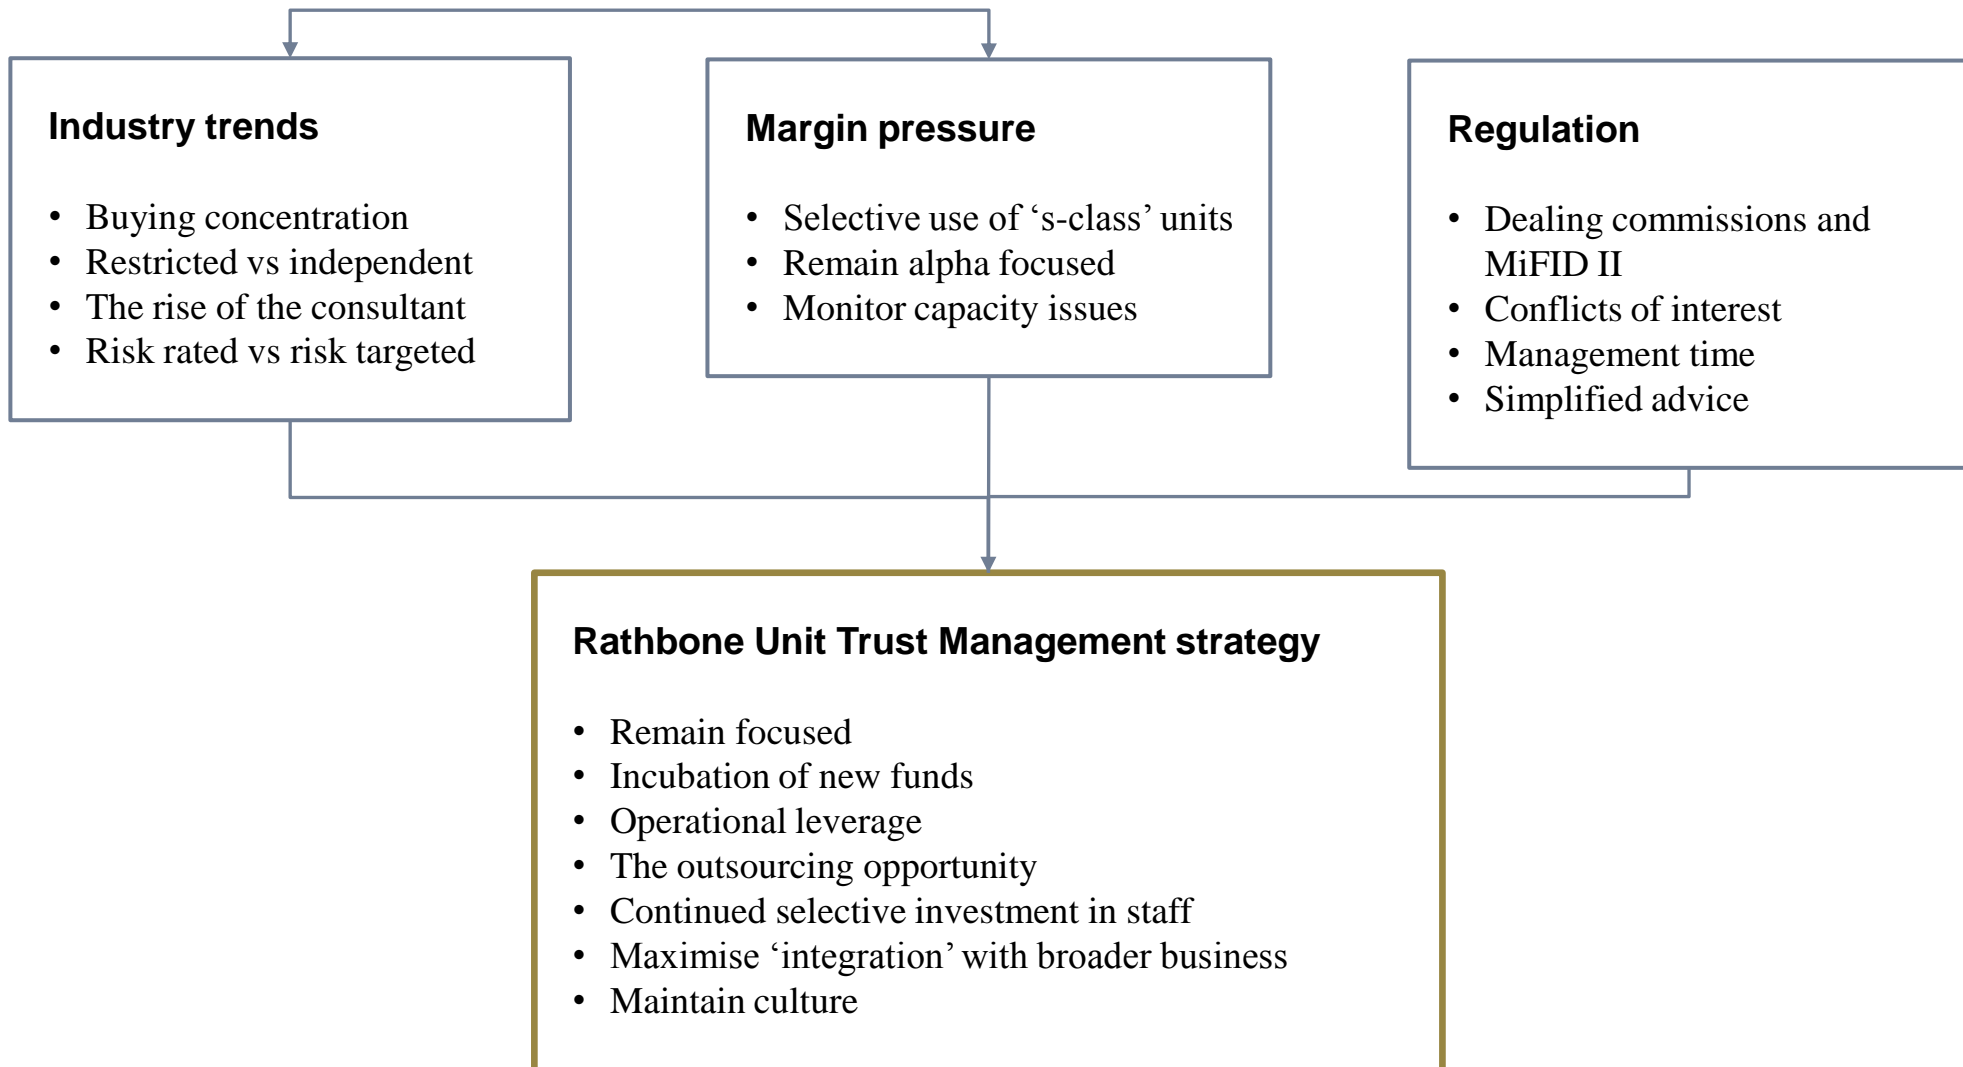 Industry trends
• Buying concentration
• Restricted vs independent
• The rise of the consultant
• Risk rated vs risk targeted
Margin pressure
• Selective use of ‘s-class’ units
• Remain alpha focused
• Monitor capacity issues
Regulation
• Dealing commissions and
MiFID II
• Conflicts of interest
• Management time
• Simplified advice
Rathbone Unit Trust Management strategy
• Remain focused
• Incubation of new funds
• Operational leverage
• The outsourcing opportunity
• Continued selective investment in staff
• Maximise ‘integration’ with broader business
• Maintain culture